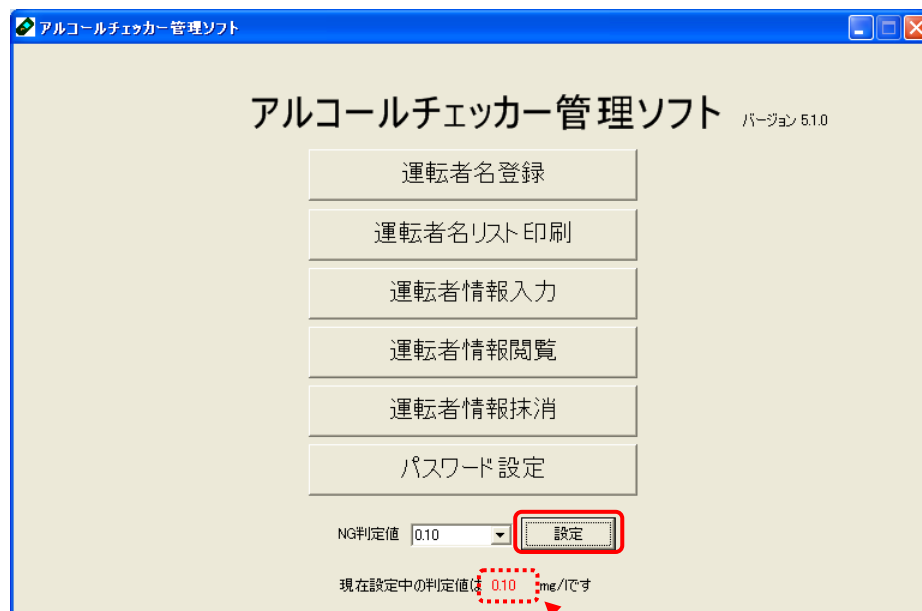 アルコールチェッカー管理ソフト
アルコールチェッカー管理ソフト バージョン 5.1.0
運転者名登録
運転者名リスト印刷
運転者情報入力
運転者情報閲覧
運転者情報抹消
パスワード設定
NG判定値 0.10 設定
現在設定中の判定値は 0.10 mg/lです